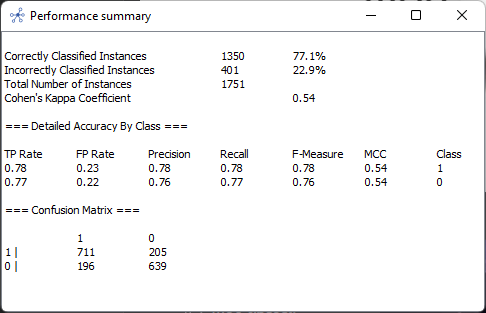 Performance summary
Correctly Classified Instances 1350 77.1%
Incorrectly Classified Instances 401 22.9%
Total Number of Instances 1751
Cohen's Kappa Coefficient 0.54
=== Detailed Accuracy By Class ===
TP Rate FP Rate Precision Recall F-Measure MCC Class
0.78 0.23 0.78 0.78 0.78 0.54 1
0.77 0.22 0.76 0.77 0.76 0.54 0
=== Confusion Matrix ===
1 0
1 | 711 205
0 | 196 639